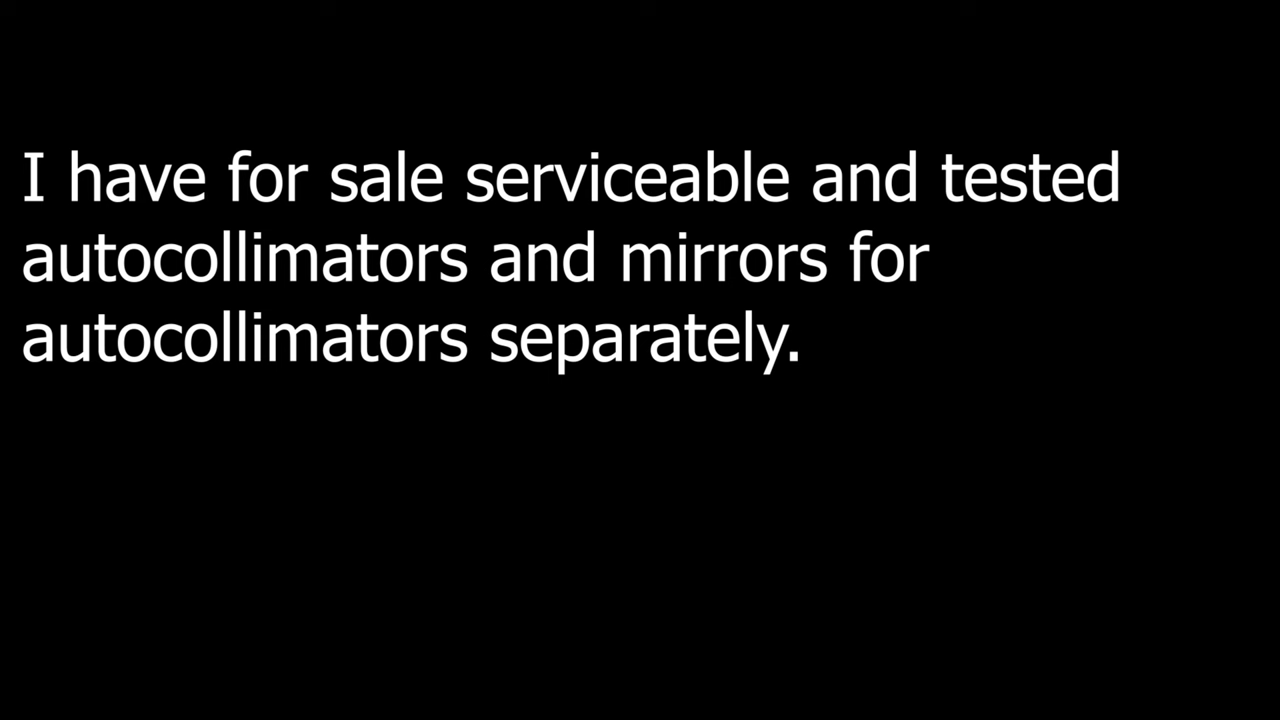 I have for sale serviceable and tested
autocollimators and mirrors for
autocollimators separately.